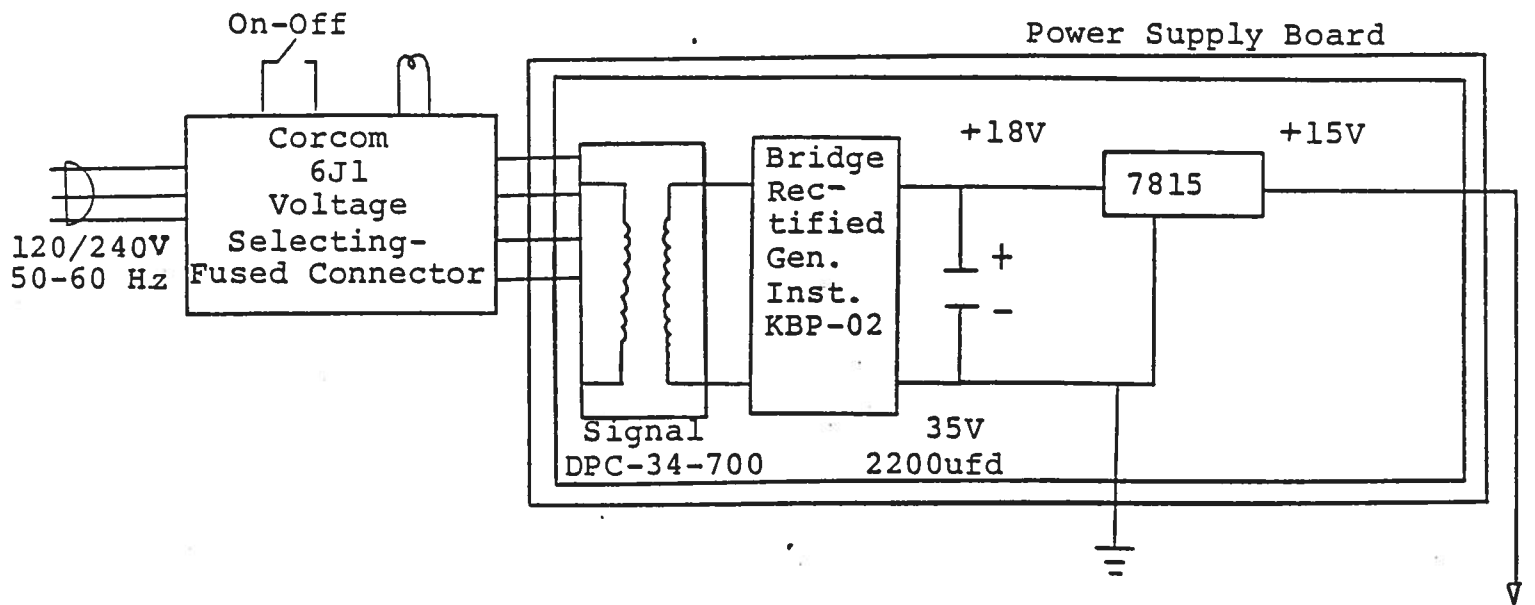 On-Off
Power Supply Board
Corcom
6J1
Voltage
Selecting-
Fused Connector
120/240V
50-60 Hz
Bridge
Rec-
tified
Gen.
Inst.
KBP-02
+18V
+
-
7815
+15V
Signal
DPC-34-700
35V
2200ufd